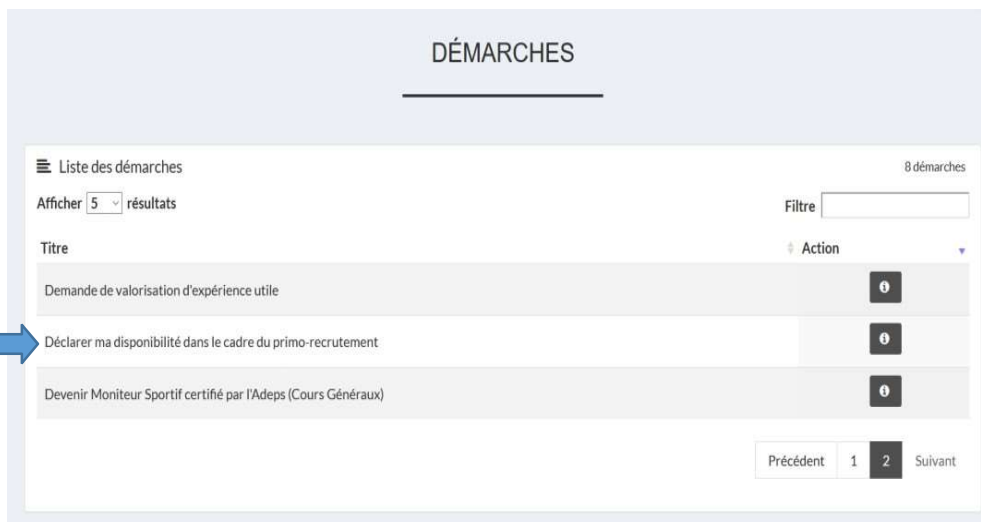 DÉMARCHES
Liste des démarches 8 démarches
Afficher 5 résultats Filtre
Titre Action
Demande de valorisation d'expérience utile
Déclarer ma disponibilité dans le cadre du primo-recrutement
Devenir Moniteur Sportif certifié par l'Adeps (Cours Généraux)
Précédent 1 2 Suivant